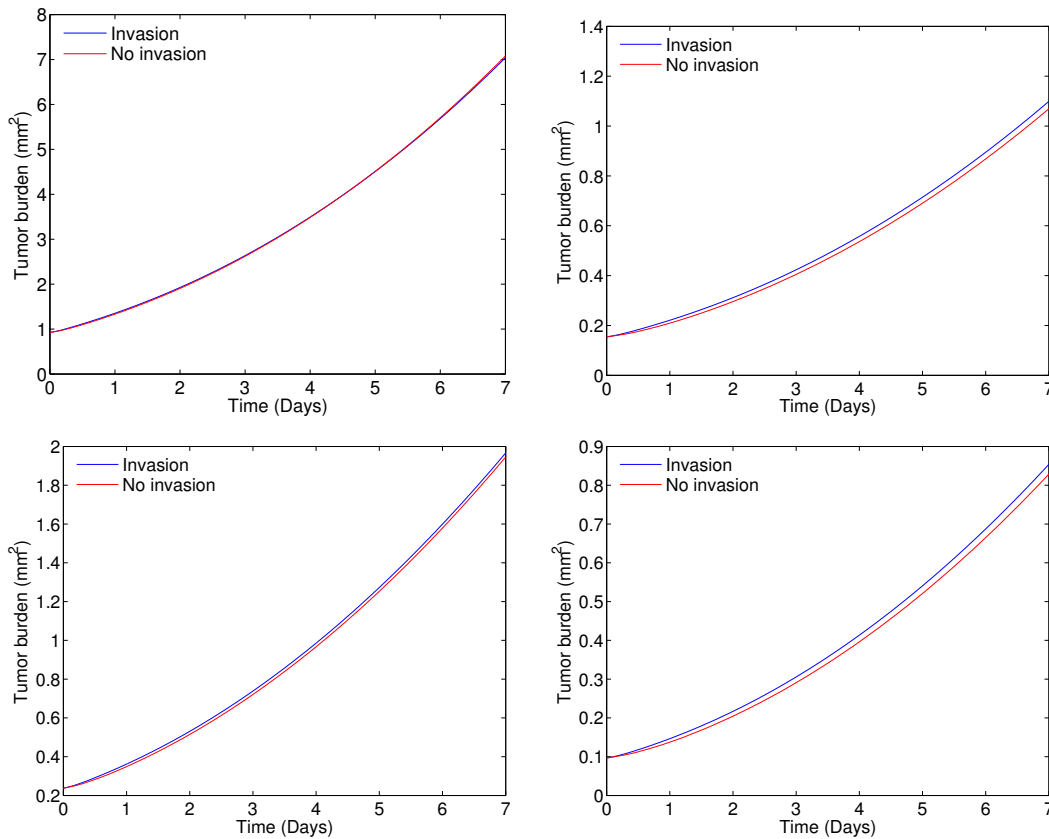 8
7
6
5
4
3
2
1
0
Tumor burden (mm²)
Invasion
No invasion
0 1 2 3 4 5 6 7
Time (Days)
1.4
1.2
1
0.8
0.6
0.4
0.2
0
Tumor burden (mm²)
Invasion
No invasion
0 1 2 3 4 5 6 7
Time (Days)
2
1.8
1.6
1.4
1.2
1
0.8
0.6
0.4
0.2
Tumor burden (mm²)
Invasion
No invasion
0 1 2 3 4 5 6 7
Time (Days)
0.9
0.8
0.7
0.6
0.5
0.4
0.3
0.2
0.1
0
Tumor burden (mm²)
Invasion
No invasion
0 1 2 3 4 5 6 7
Time (Days)